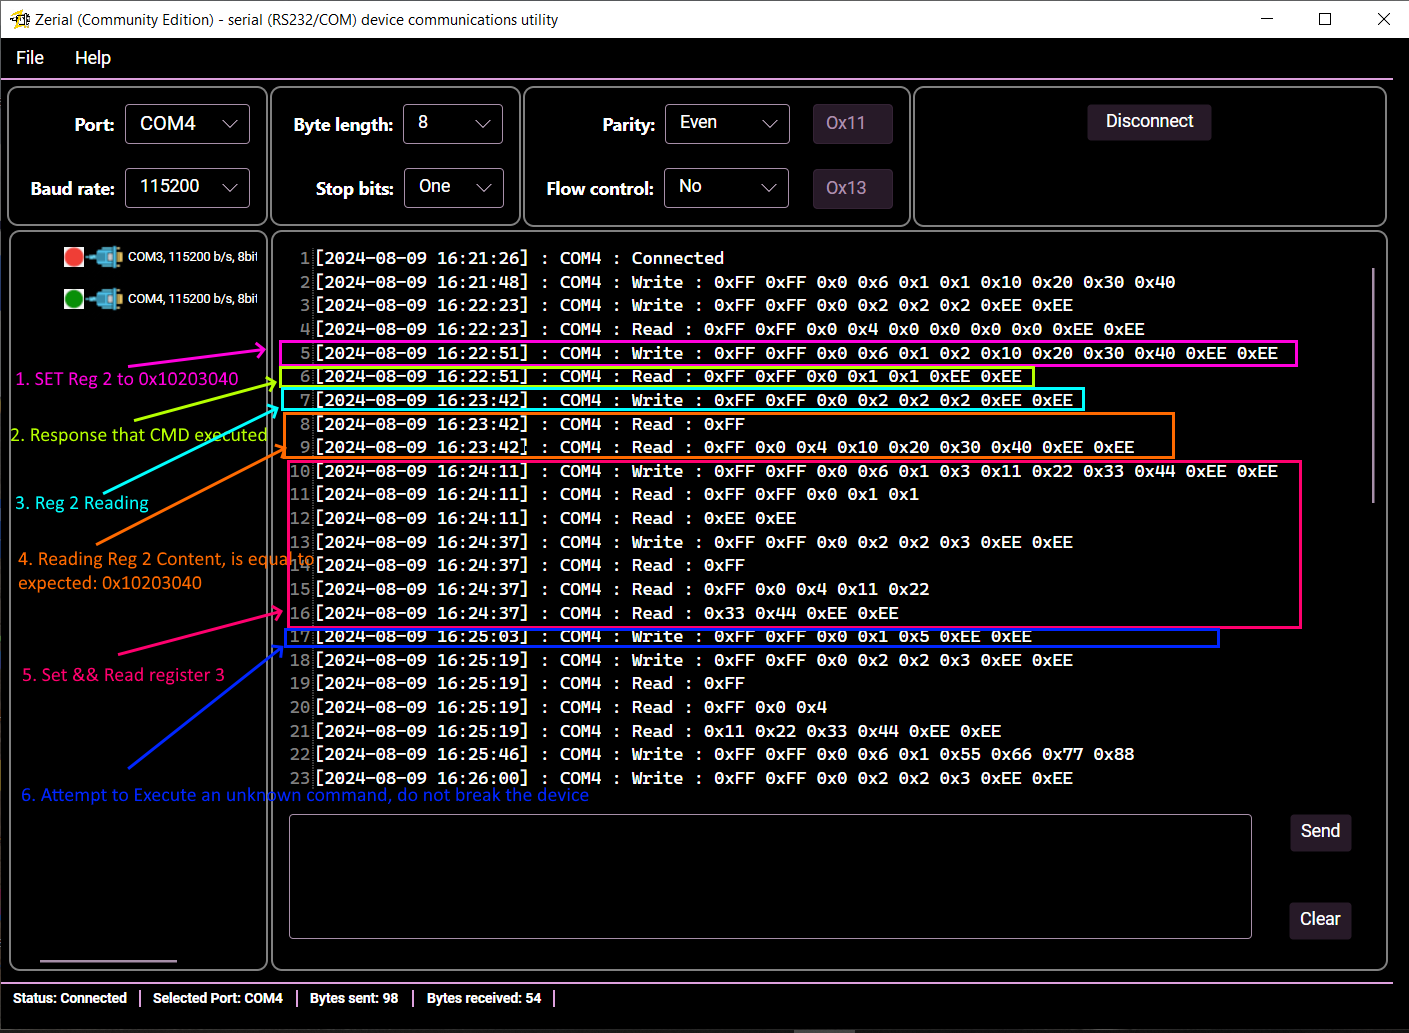 Zerial (Community Edition) - serial (RS232/COM) device communications utility
File Help
Port: COM4 Byte length: 8 Parity: Even 0x11 Disconnect
Baud rate: 115200 Stop bits: One Flow control: No 0x13
COM3, 115200 b/s, 8bit
COM4, 115200 b/s, 8bit
1 [2024-08-09 16:21:26] : COM4 : Connected
2 [2024-08-09 16:21:48] : COM4 : Write : 0xFF 0xFF 0x0 0x6 0x1 0x1 0x10 0x20 0x30 0x40
3 [2024-08-09 16:22:23] : COM4 : Write : 0xFF 0xFF 0x0 0x2 0x2 0x2 0xEE 0xEE
4 [2024-08-09 16:22:23] : COM4 : Read : 0xFF 0xFF 0x0 0x4 0x0 0x0 0x0 0x0 0xEE 0xEE
5 [2024-08-09 16:22:51] : COM4 : Write : 0xFF 0xFF 0x0 0x6 0x1 0x2 0x10 0x20 0x30 0x40 0xEE 0xEE
6 [2024-08-09 16:22:51] : COM4 : Read : 0xFF 0xFF 0x0 0x1 0x1 0xEE 0xEE
7 [2024-08-09 16:23:42] : COM4 : Write : 0xFF 0xFF 0x0 0x2 0x2 0x2 0xEE 0xEE
8 [2024-08-09 16:23:42] : COM4 : Read : 0xFF
9 [2024-08-09 16:23:42] : COM4 : Read : 0xFF 0x0 0x4 0x10 0x20 0x30 0x40 0xEE 0xEE
10 [2024-08-09 16:24:11] : COM4 : Write : 0xFF 0xFF 0x0 0x6 0x1 0x3 0x11 0x22 0x33 0x44 0xEE 0xEE
11 [2024-08-09 16:24:11] : COM4 : Read : 0xFF 0xFF 0x0 0x1 0x1
12 [2024-08-09 16:24:11] : COM4 : Read : 0xEE 0xEE
13 [2024-08-09 16:24:37] : COM4 : Write : 0xFF 0xFF 0x0 0x2 0x2 0x3 0xEE 0xEE
14 [2024-08-09 16:24:37] : COM4 : Read : 0xFF
15 [2024-08-09 16:24:37] : COM4 : Read : 0xFF 0x0 0x4 0x11 0x22
16 [2024-08-09 16:24:37] : COM4 : Read : 0x33 0x44 0xEE 0xEE
17 [2024-08-09 16:25:03] : COM4 : Write : 0xFF 0xFF 0x0 0x1 0x5 0xEE 0xEE
18 [2024-08-09 16:25:19] : COM4 : Write : 0xFF 0xFF 0x0 0x2 0x2 0x3 0xEE 0xEE
19 [2024-08-09 16:25:19] : COM4 : Read : 0xFF
20 [2024-08-09 16:25:19] : COM4 : Read : 0xFF 0x0 0x4
21 [2024-08-09 16:25:19] : COM4 : Read : 0x11 0x22 0x33 0x44 0xEE 0xEE
22 [2024-08-09 16:25:46] : COM4 : Write : 0xFF 0xFF 0x0 0x6 0x1 0x55 0x66 0x77 0x88
23 [2024-08-09 16:26:00] : COM4 : Write : 0xFF 0xFF 0x0 0x2 0x2 0x3 0xEE 0xEE
1. SET Reg 2 to 0x10203040
2. Response that CMD executed
3. Reg 2 Reading
4. Reading Reg 2 Content, is equal to
expected: 0x10203040
5. Set && Read register 3
6. Attempt to Execute an unknown command, do not break the device
Send
Clear
Status: Connected Selected Port: COM4 Bytes sent: 98 Bytes received: 54